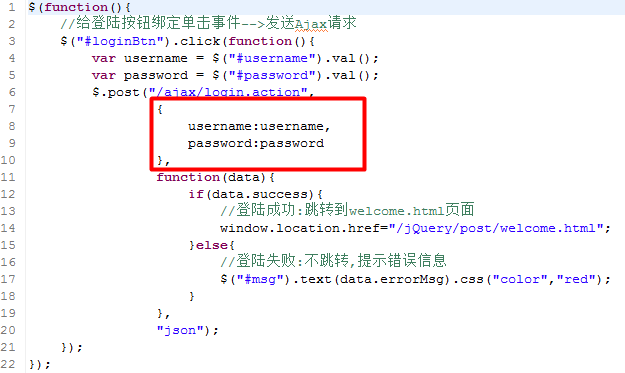 1 $(function(){
2 //给登陆按钮绑定单击事件-->发送Ajax请求
3 $("#loginBtn").click(function(){
4 var username = $("#username").val();
5 var password = $("#password").val();
6 $.post("/ajax/login.action",
7 {
8 username:username,
9 password:password
10 },
11 function(data){
12 if(data.success){
13 //登陆成功:跳转到welcome.html页面
14 window.location.href="/jQuery/post/welcome.html";
15 }else{
16 //登陆失败:不跳转,提示错误信息
17 $("#msg").text(data.errorMsg).css("color","red");
18 }
19 },
20 "json");
21 });
22 });